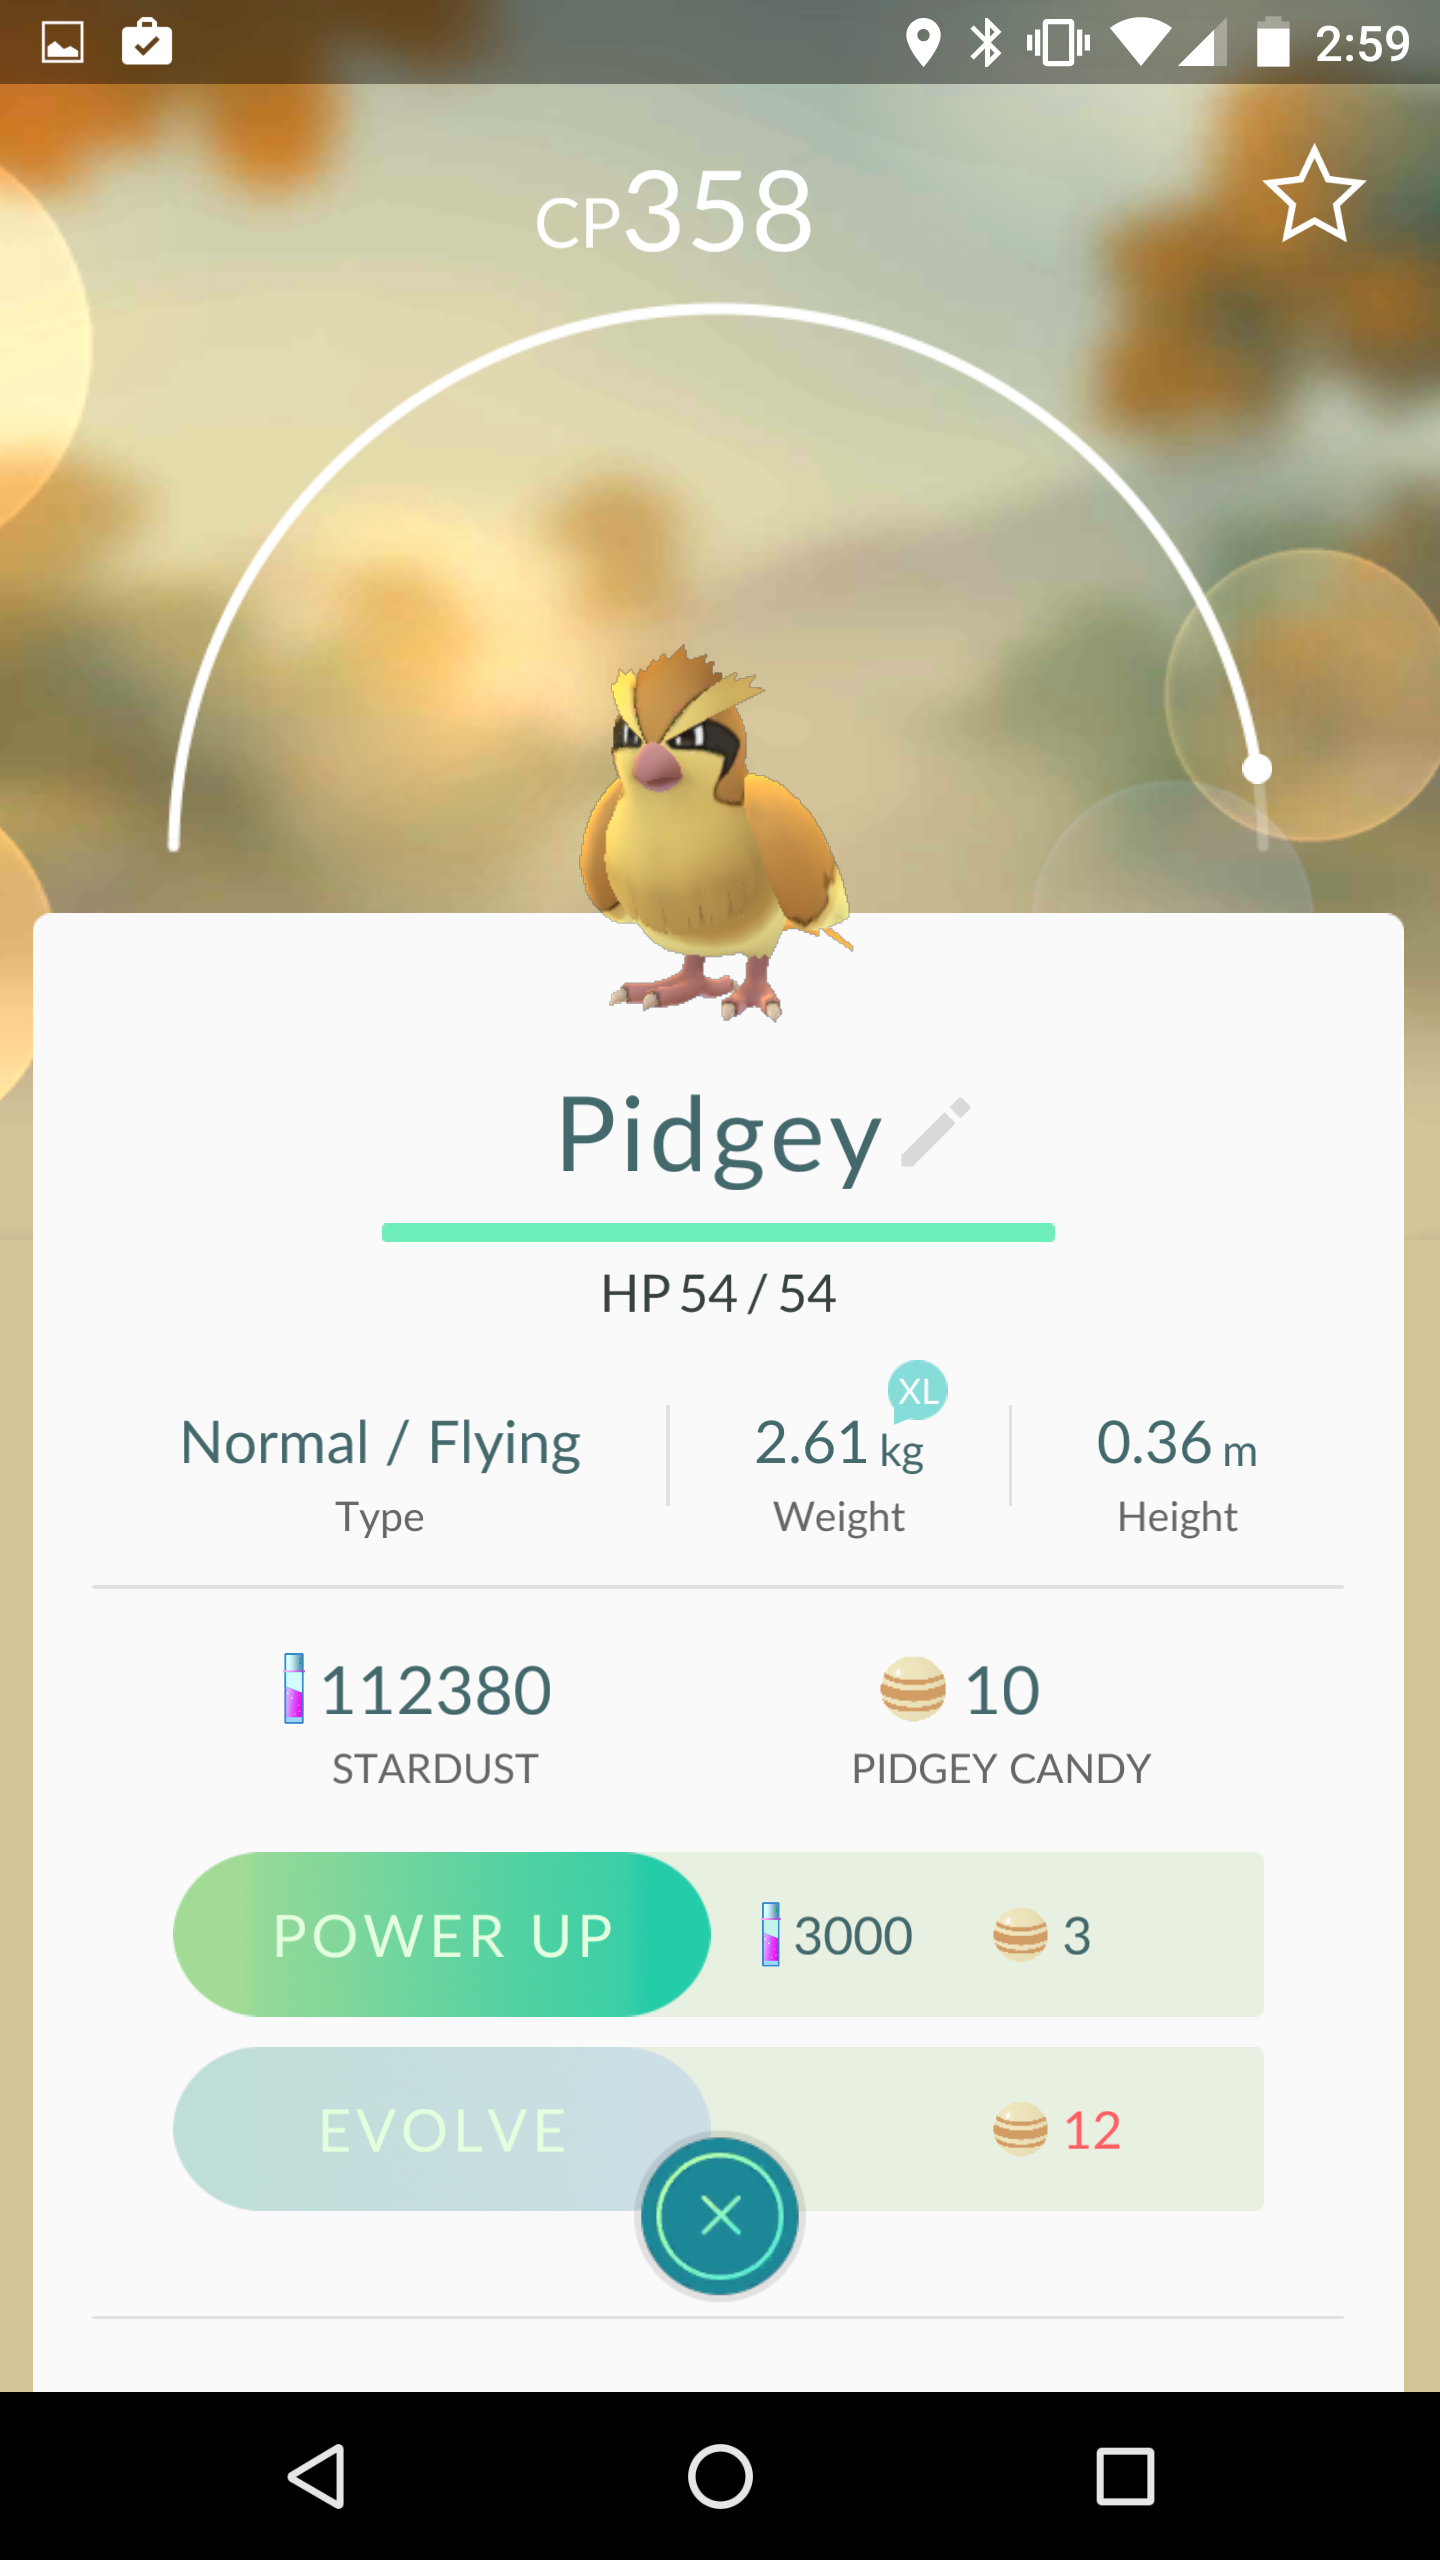 2:59
CP358
Pidgey
HP 54 / 54
XL
Normal / Flying
2.61 kg
0.36 m
Type
Weight
Height
112380
10
STARDUST
PIDGEY CANDY
POWER UP
3000
3
EVOLVE
12